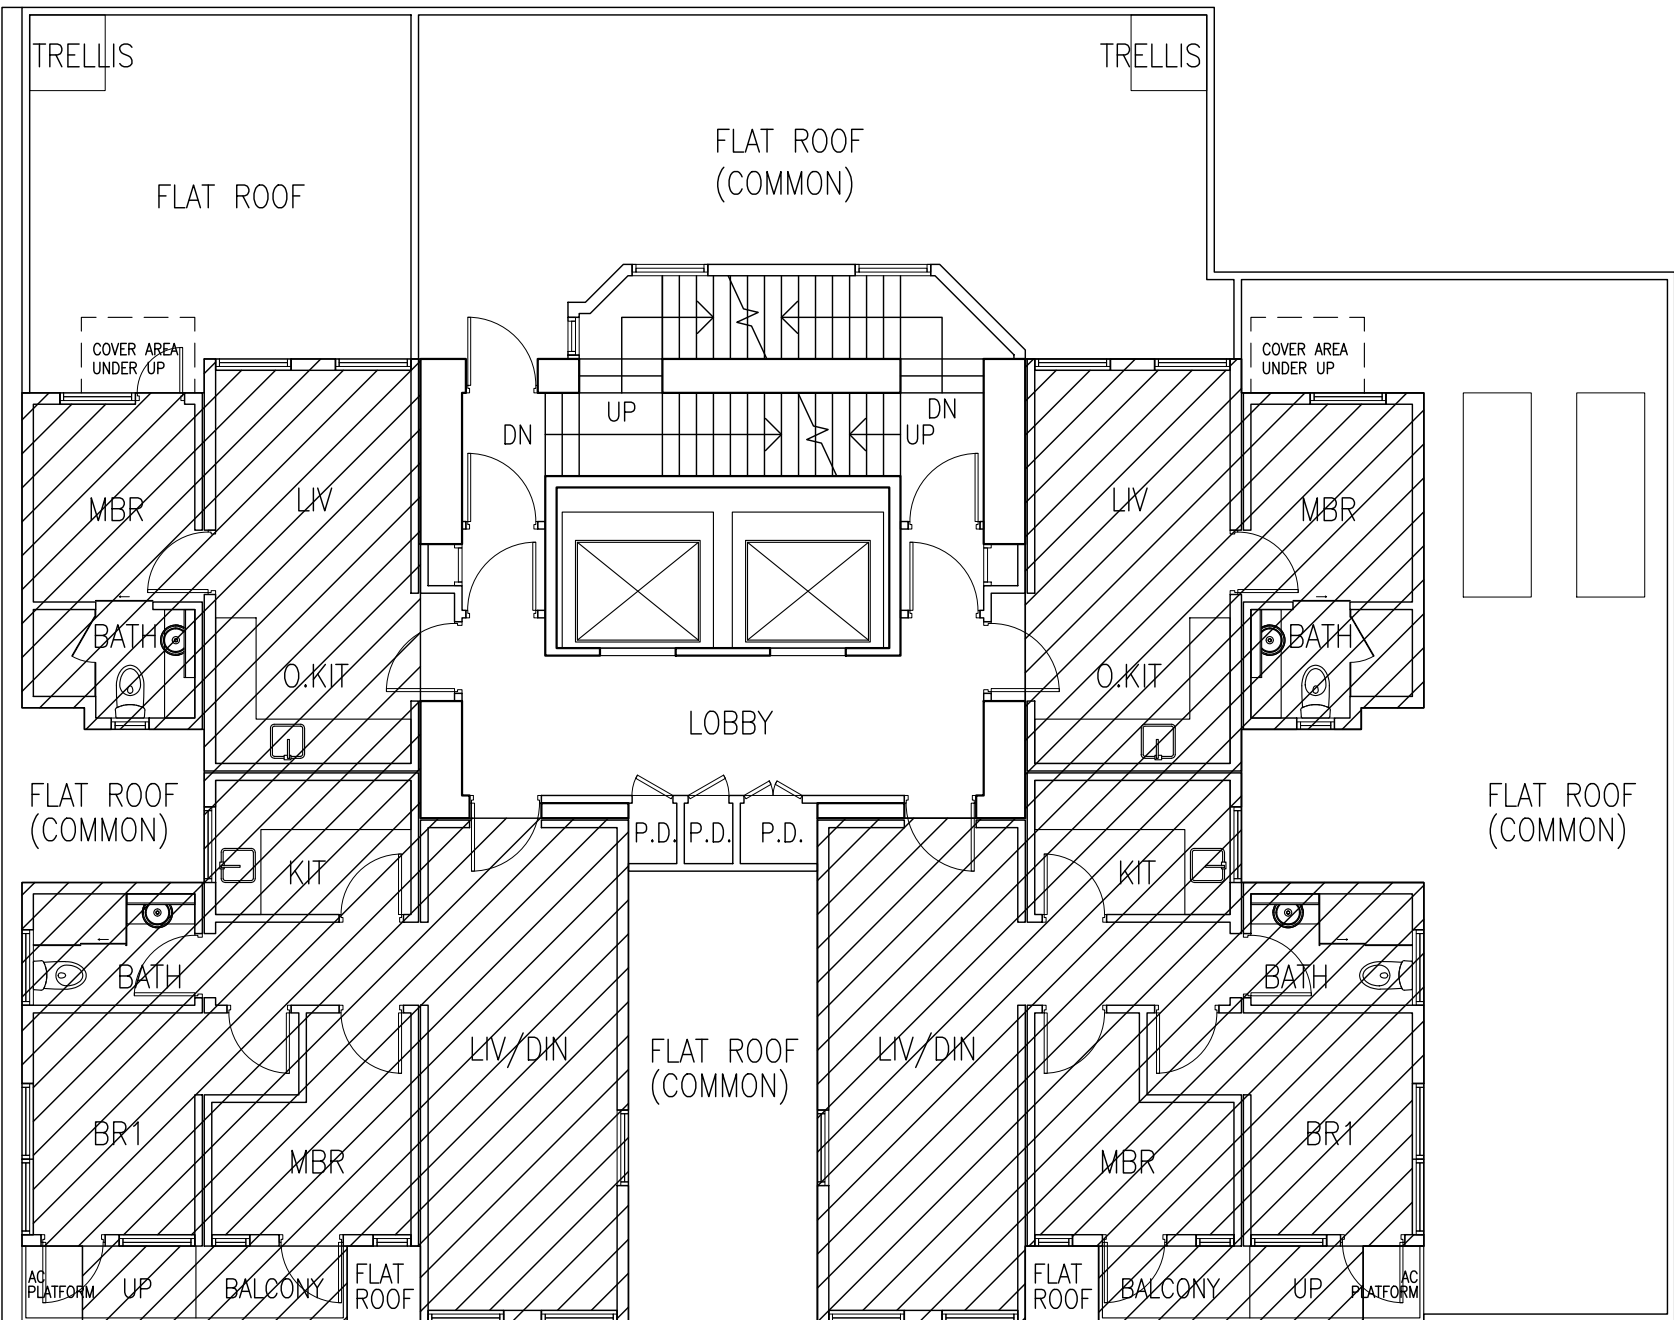 TRELLIS
TRELLIS
FLAT ROOF
(COMMON)
FLAT ROOF
COVER AREA
UNDER UP
COVER AREA
UNDER UP
UP
DN
DN
UP
MBR
LIV
LIV
MBR
BATH
O.KIT
O.KIT
BATH
LOBBY
FLAT ROOF
(COMMON)
FLAT ROOF
(COMMON)
P.D.
P.D.
P.D.
KIT
KIT
BATH
BATH
LIV/DIN
FLAT ROOF
(COMMON)
LIV/DIN
BR1
MBR
MBR
BR1
AC
PLATFORM
UP
BALCONY
FLAT
ROOF
FLAT
ROOF
BALCONY
UP
AC
PLATFORM